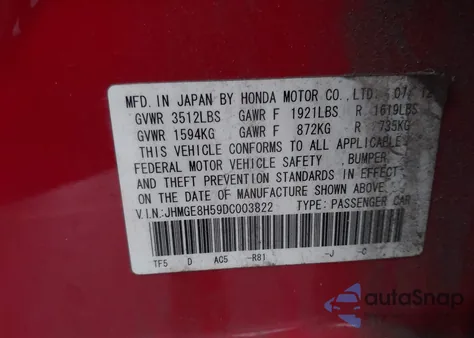 MFD. IN JAPAN BY HONDA MOTOR CO., LTD. 07/12
GVWR 3512LBS GAWR F 1921LBS R 1619LBS
GVWR 1594KG GAWR F 872KG R 735KG
THIS VEHICLE CONFORMS TO ALL APPLICABLE
FEDERAL MOTOR VEHICLE SAFETY , BUMPER
AND THEFT PREVENTION STANDARDS IN EFFECT
ON THE DATE OF MANUFACTURE SHOWN ABOVE.
V.I.N:JHMGE8H59DC003822 TYPE: PASSENGER CAR
TF5 D AC5 -R81 -J -C
autoSnap